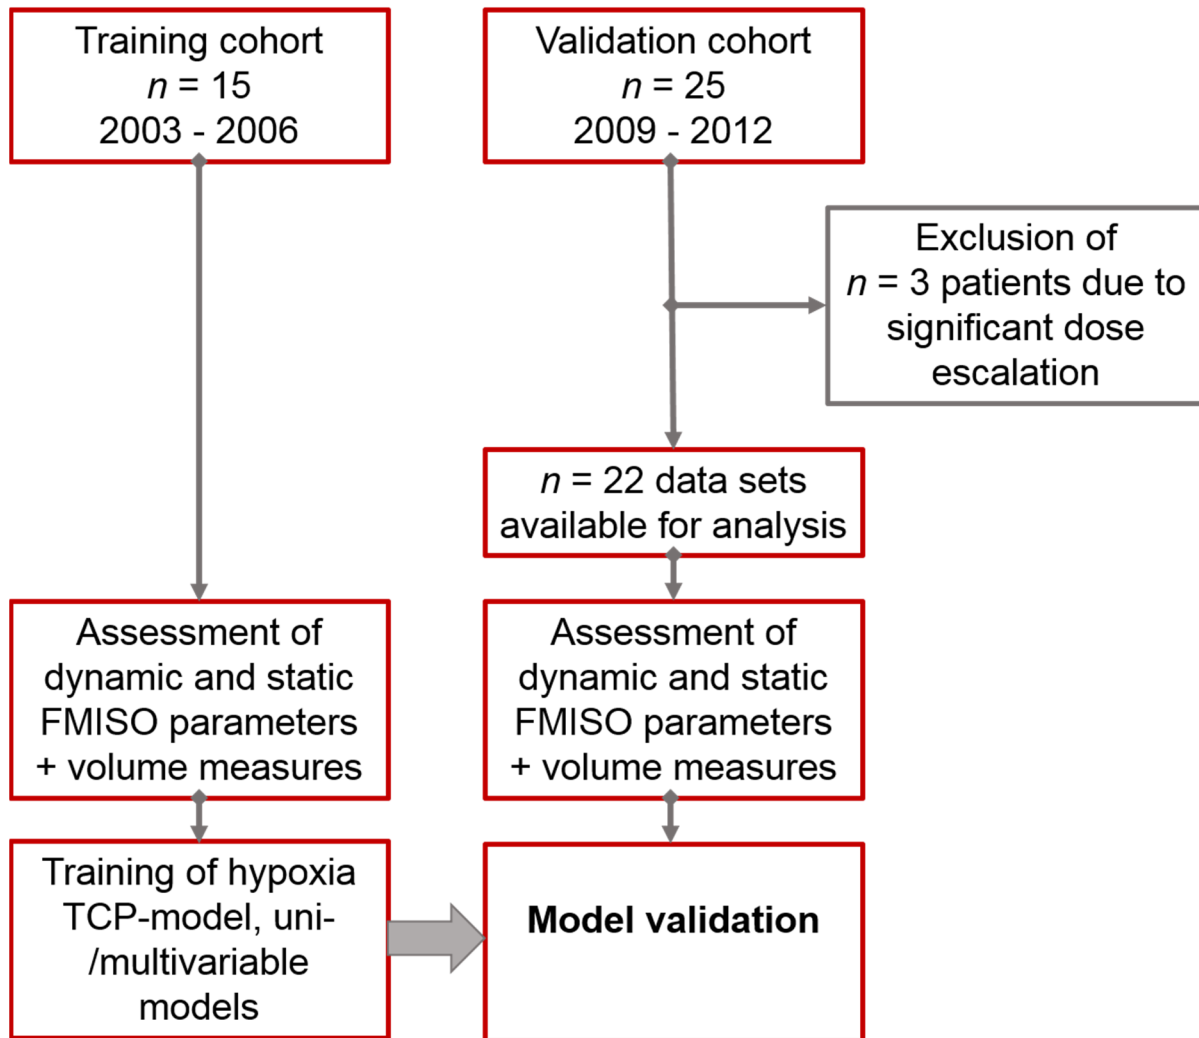 Training cohort
n = 15
2003 - 2006
Validation cohort
n = 25
2009 - 2012
Exclusion of
n = 3 patients due to
significant dose
escalation
n = 22 data sets
available for analysis
Assessment of
dynamic and static
FMISO parameters
+ volume measures
Assessment of
dynamic and static
FMISO parameters
+ volume measures
Training of hypoxia
TCP-model, uni-
/multivariable
models
Model validation